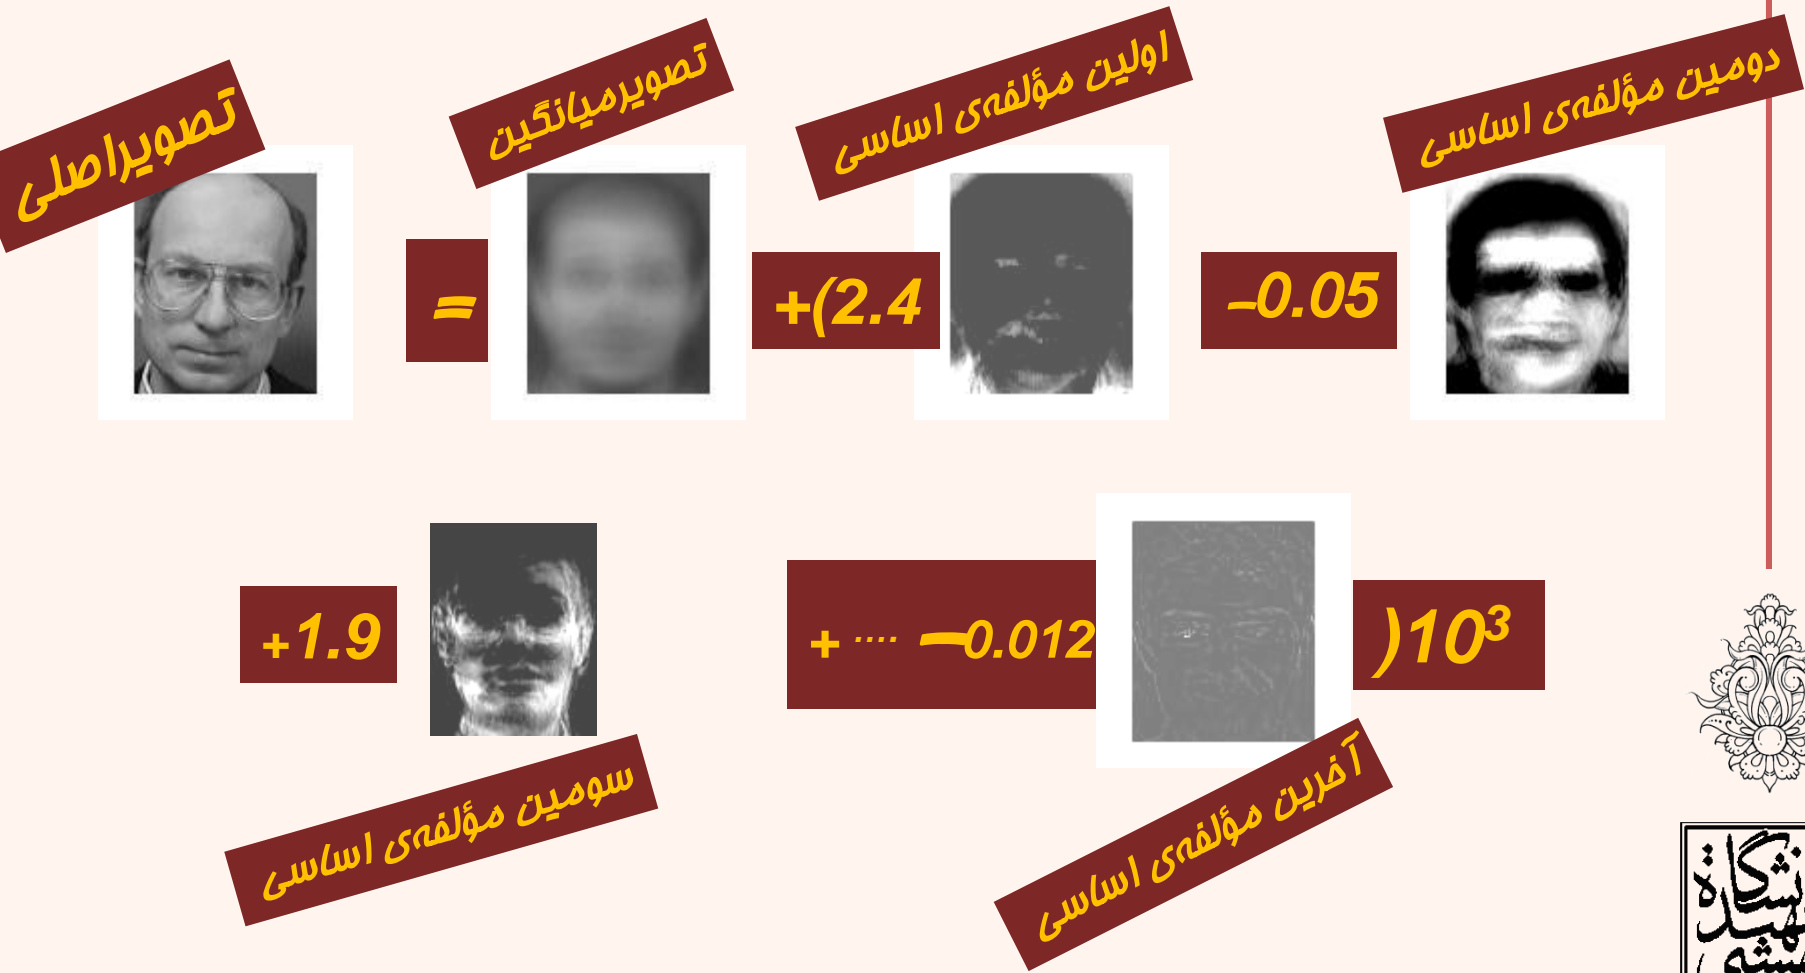 تصویراصلی
=
تصویرمیانگین
+(2.4
اولین مؤلفه‌ی اساسی
–0.05
دومین مؤلفه‌ی اساسی
+1.9
سومین مؤلفه‌ی اساسی
+ .... –0.012
آخرین مؤلفه‌ی اساسی
)10³